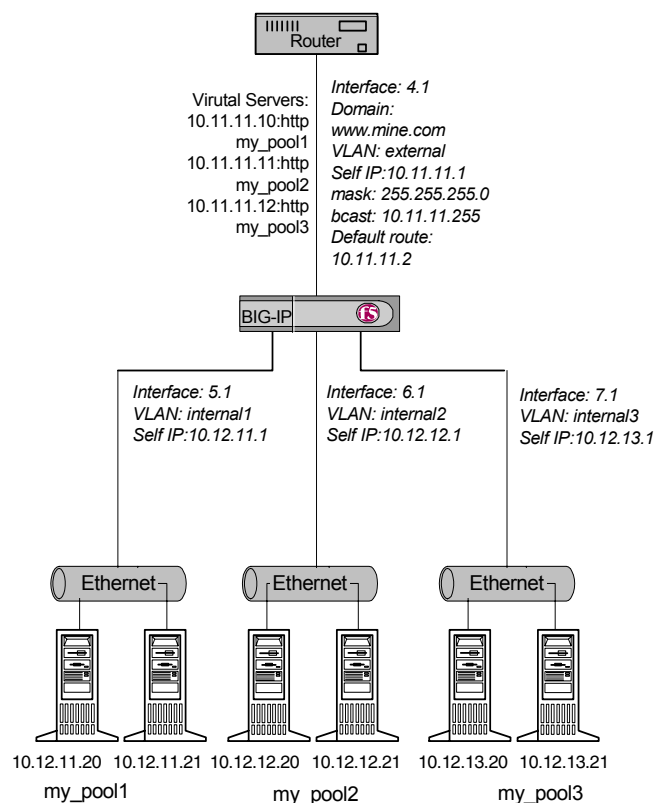 Router
Virutal Servers:
10.11.11.10:http
my_pool1
10.11.11.11:http
my_pool2
10.11.11.12:http
my_pool3
Interface: 4.1
Domain:
www.mine.com
VLAN: external
Self IP:10.11.11.1
mask: 255.255.255.0
bcast: 10.11.11.255
Default route:
10.11.11.2
BIG-IP
f5
Interface: 5.1
VLAN: internal1
Self IP:10.12.11.1
Interface: 6.1
VLAN: internal2
Self IP:10.12.12.1
Interface: 7.1
VLAN: internal3
Self IP:10.12.13.1
Ethernet
Ethernet
Ethernet
10.12.11.20
10.12.11.21
10.12.12.20
10.12.12.21
10.12.13.20
10.12.13.21
my_pool1
my_pool2
my_pool3